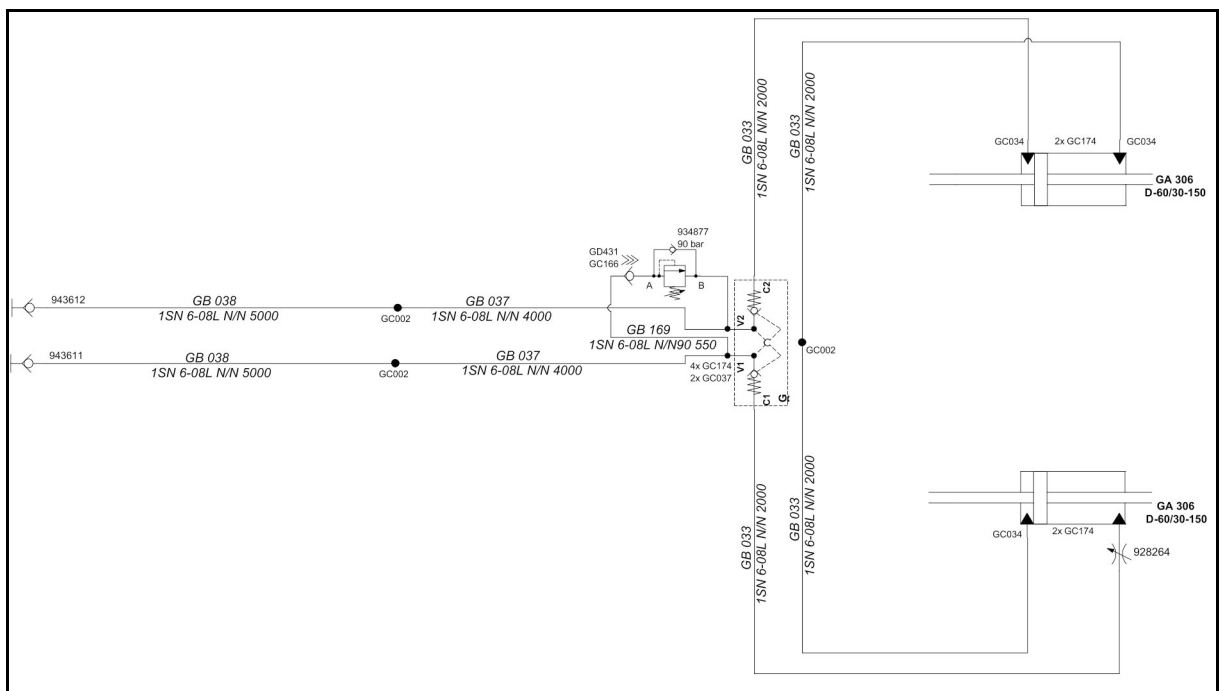 GB 033
1SN 6-08L N/N 2000
GB 033
1SN 6-08L N/N 2000
GC034
2x GC174
GC034
GA 306
D-60/30-150
934877
90 bar
GD431
GC166
A
B
943612
GB 038
1SN 6-08L N/N 5000
GC002
GB 037
1SN 6-08L N/N 4000
GB 169
1SN 6-08L N/N90 550
C2
V2
C
GC002
943611
GB 038
1SN 6-08L N/N 5000
GC002
GB 037
1SN 6-08L N/N 4000
4x GC174
2x GC037
V1
C1
GB 033
1SN 6-08L N/N 2000
GB 033
1SN 6-08L N/N 2000
GA 306
D-60/30-150
GC034
2x GC174
928264